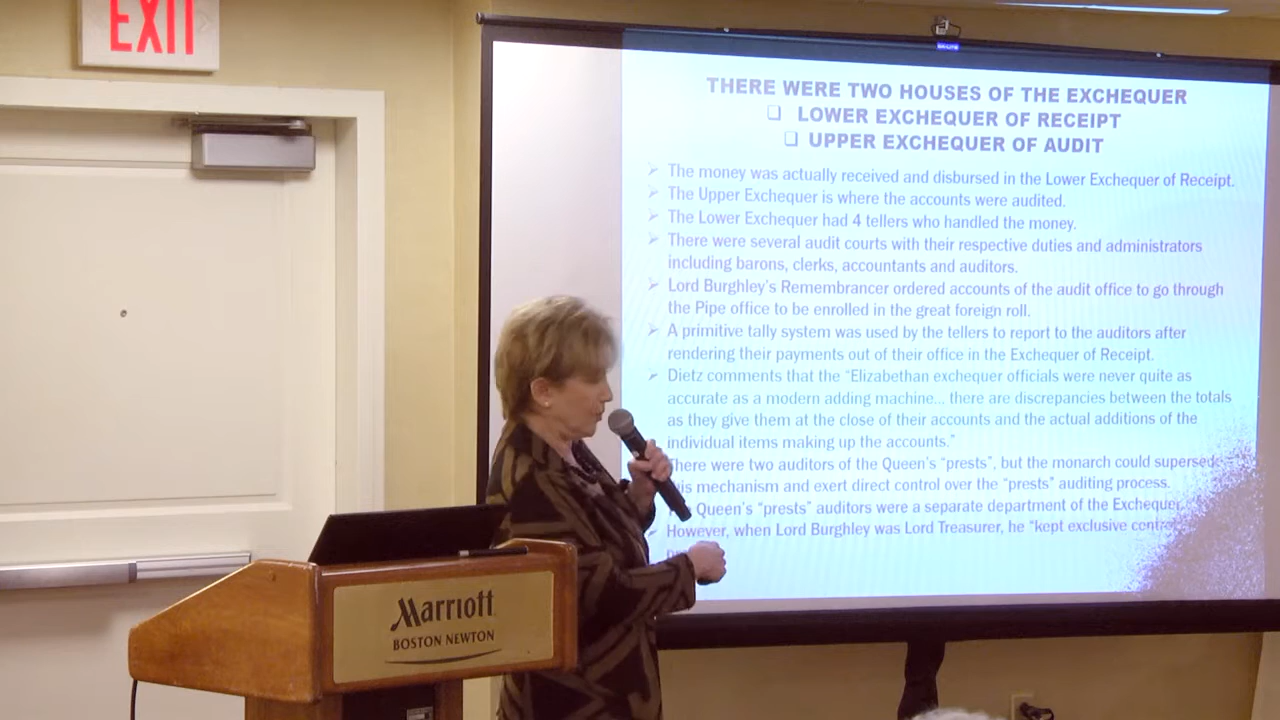 EXIT
THERE WERE TWO HOUSES OF THE EXCHEQUER
LOWER EXCHEQUER OF RECEIPT
UPPER EXCHEQUER OF AUDIT
The money was actually received and disbursed in the Lower Exchequer of Receipt.
The Upper Exchequer is where the accounts were audited.
The Lower Exchequer had 4 tellers who handled the money.
There were several audit courts with their respective duties and administrators
including barons, clerks, accountants and auditors.
Lord Burghley's Remembrancer ordered accounts of the audit office to go through
the Pipe office to be enrolled in the great foreign roll.
A primitive tally system was used by the tellers to report to the auditors after
rendering their payments out of their office in the Exchequer of Receipt.
Dietz comments that the "Elizabethan exchequer officials were never quite as
accurate as a modern adding machine... there are discrepancies between the totals
as they give them at the close of their accounts and the actual additions of the
individual items making up the accounts."
There were two auditors of the Queen's "prests", but the monarch could supersede
mechanism and exert direct control over the "prests" auditing process.
Queen's "prests" auditors were a separate department of the Exchequer.
However, when Lord Burghley was Lord Treasurer, he "kept exclusive
Marriott
BOSTON NEWTON